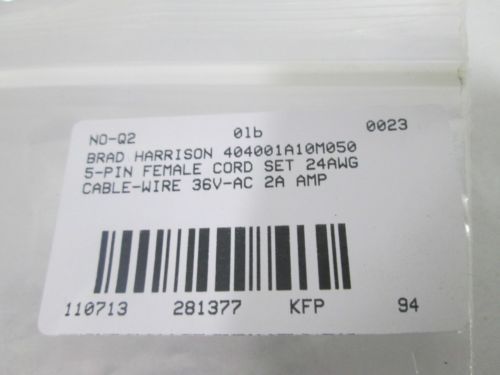 NO-Q2 01b 0023
BRAD HARRISON 404001A10M050
5-PIN FEMALE CORD SET 24AWG
CABLE-WIRE 36V-AC 2A AMP
110713 281377 KFP 94